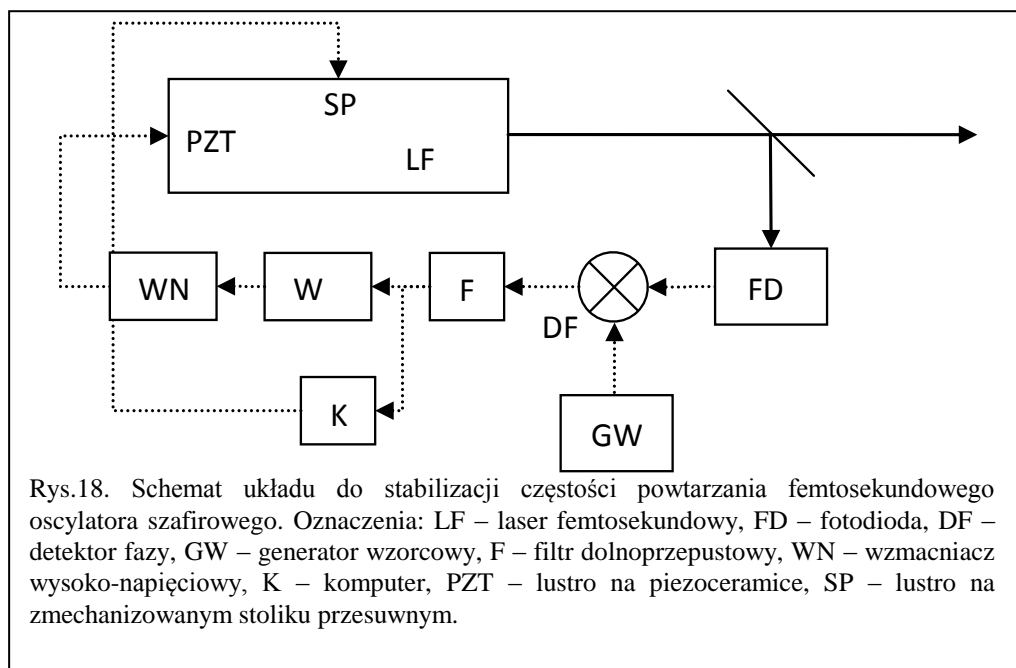 SP
PZT
LF
WN
W
F
DF
FD
K
GW
Rys.18. Schemat układu do stabilizacji częstości powtarzania femtosekundowego
oscylatora szafirowego. Oznaczenia: LF – laser femtosekundowy, FD – fotodioda, DF –
detektor fazy, GW – generator wzorcowy, F – filtr dolnoprzepustowy, WN – wzmacniacz
wysoko-napięciowy, K – komputer, PZT – lustro na piezoceramice, SP – lustro na
zmechanizowanym stoliku przesuwnym.